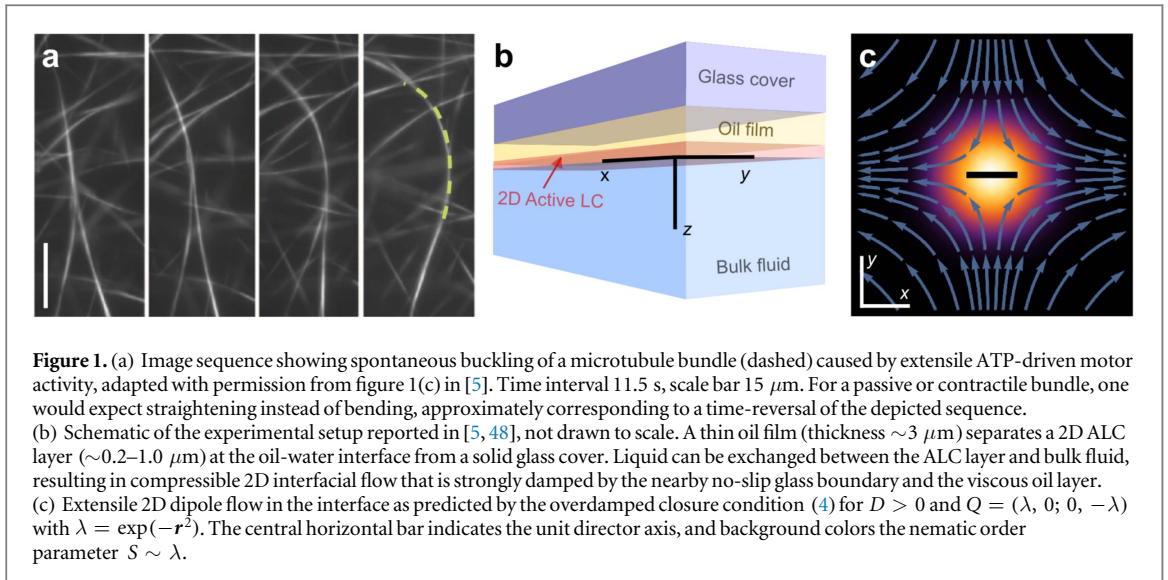 a
b
Glass cover
Oil film
x
y
2D Active LC
z
Bulk fluid
c
y
x
Figure 1. (a) Image sequence showing spontaneous buckling of a microtubule bundle (dashed) caused by extensile ATP-driven motor
activity, adapted with permission from figure 1(c) in [5]. Time interval 11.5 s, scale bar 15 μm. For a passive or contractile bundle, one
would expect straightening instead of bending, approximately corresponding to a time-reversal of the depicted sequence.
(b) Schematic of the experimental setup reported in [5, 48], not drawn to scale. A thin oil film (thickness ∼3 μm) separates a 2D ALC
layer (∼0.2–1.0 μm) at the oil-water interface from a solid glass cover. Liquid can be exchanged between the ALC layer and bulk fluid,
resulting in compressible 2D interfacial flow that is strongly damped by the nearby no-slip glass boundary and the viscous oil layer.
(c) Extensile 2D dipole flow in the interface as predicted by the overdamped closure condition (4) for D > 0 and Q = (λ, 0; 0, −λ)
with λ = exp(−r²). The central horizontal bar indicates the unit director axis, and background colors the nematic order
parameter S ∼ λ.